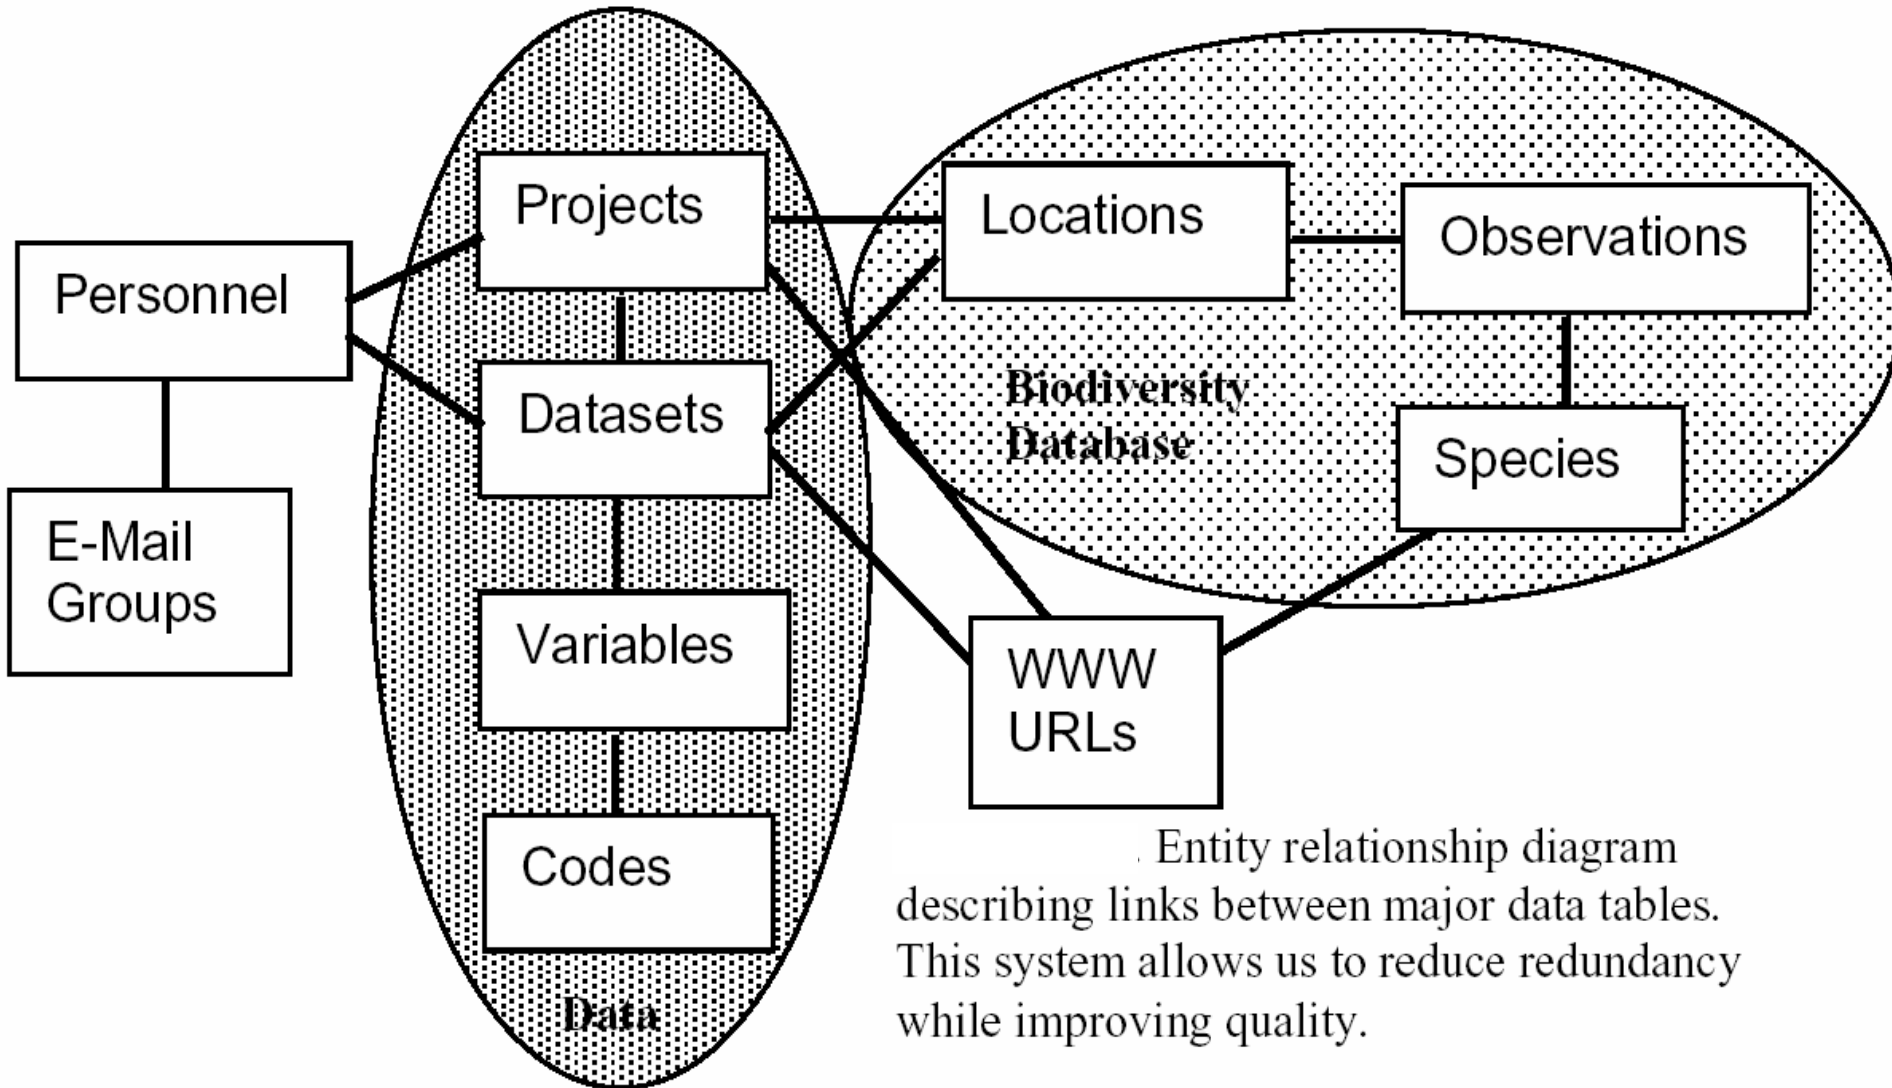 Projects
Locations
Observations
Personnel
Datasets
Biodiversity
Database
Species
E-Mail
Groups
Variables
WWW
URLs
Codes
Data
. Entity relationship diagram
describing links between major data tables.
This system allows us to reduce redundancy
while improving quality.